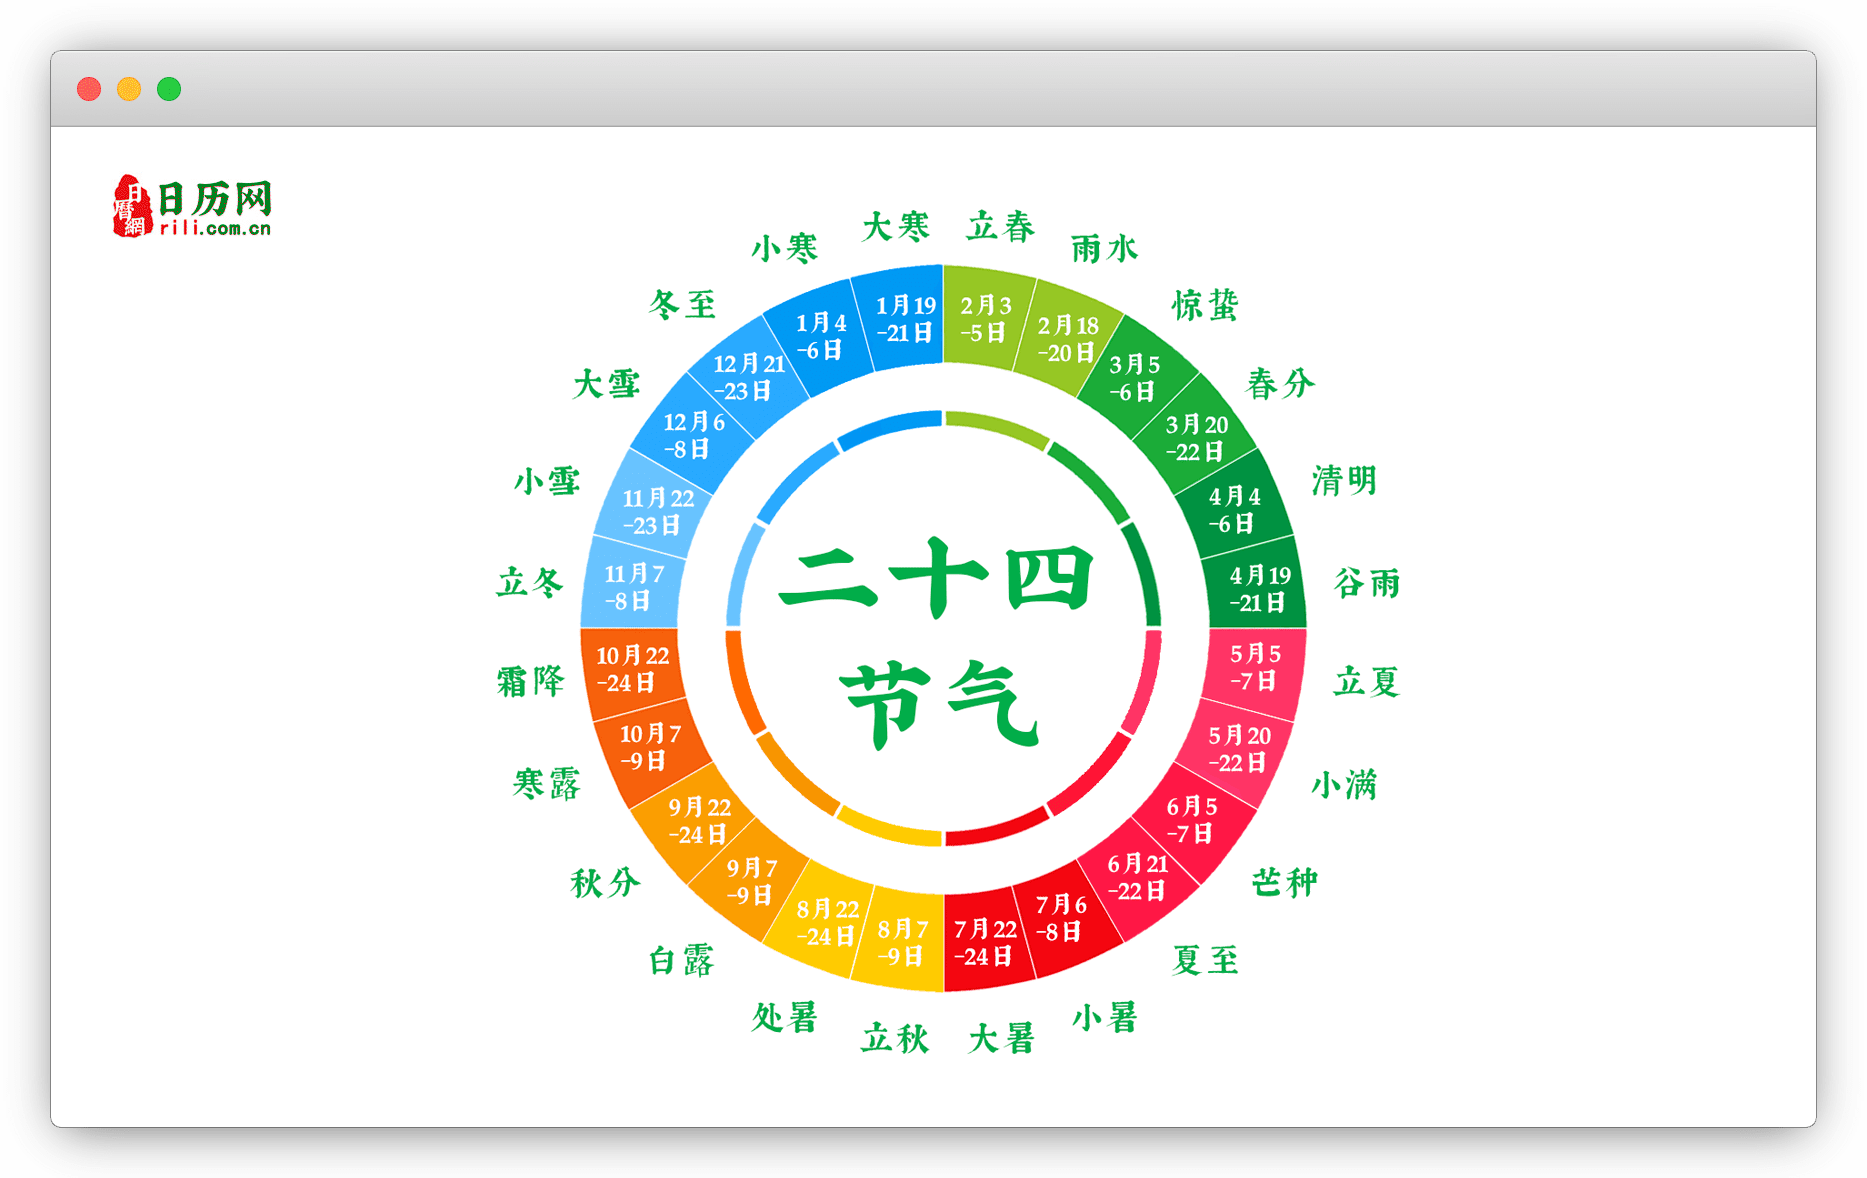 日曆網
日历网
rili.com.cn
二十四
节气
立春
2月3
-5日
雨水
2月18
-20日
惊蛰
3月5
-6日
春分
3月20
-22日
清明
4月4
-6日
谷雨
4月19
-21日
立夏
5月5
-7日
小满
5月20
-22日
芒种
6月5
-7日
夏至
6月21
-22日
小暑
7月6
-8日
大暑
7月22
-24日
立秋
8月7
-9日
处暑
8月22
-24日
白露
9月7
-9日
秋分
9月22
-24日
寒露
10月7
-9日
霜降
10月22
-24日
立冬
11月7
-8日
小雪
11月22
-23日
大雪
12月6
-8日
冬至
12月21
-23日
小寒
1月4
-6日
大寒
1月19
-21日